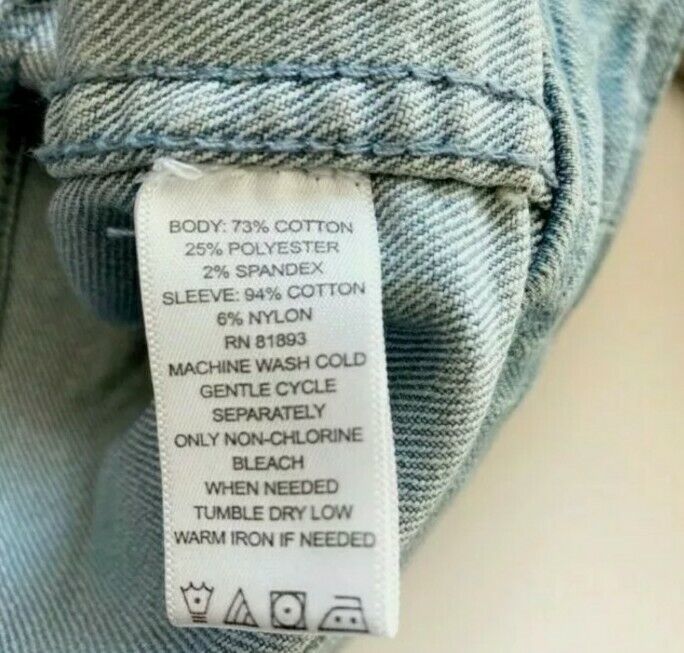 BODY: 73% COTTON
25% POLYESTER
2% SPANDEX
SLEEVE: 94% COTTON
6% NYLON
RN 81893
MACHINE WASH COLD
GENTLE CYCLE
SEPARATELY
ONLY NON-CHLORINE
BLEACH
WHEN NEEDED
TUMBLE DRY LOW
WARM IRON IF NEEDED